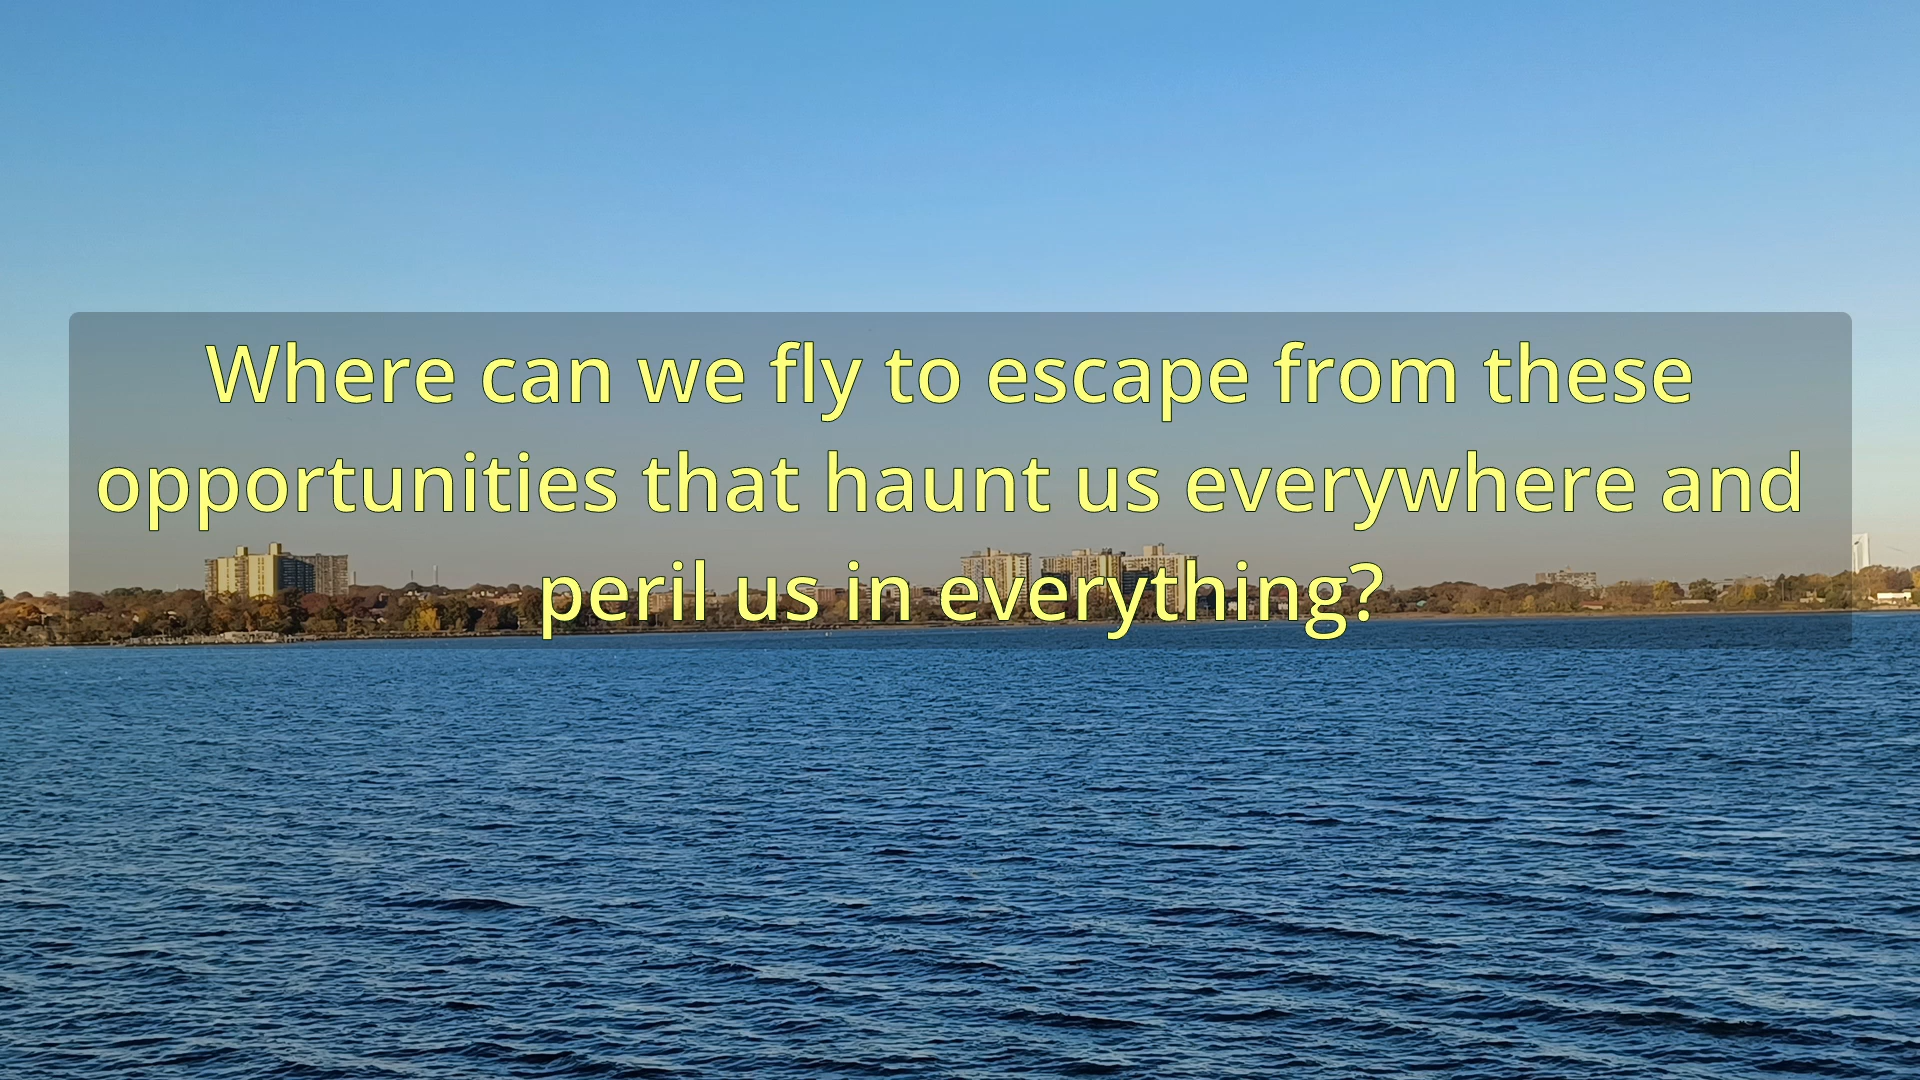 Where can we fly to escape from these
opportunities that haunt us everywhere and
peril us in everything?